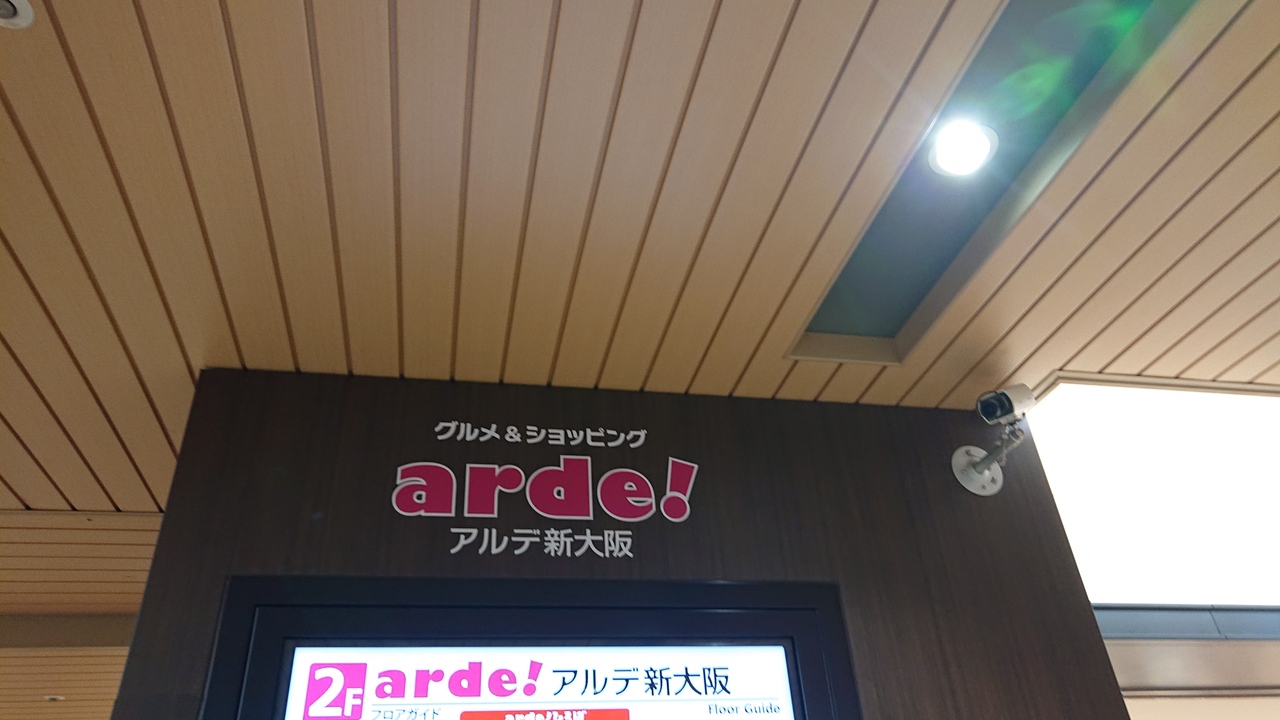 グルメ&ショッピング
arde!
アルデ新大阪
2F arde! アルデ新大阪
フロアガイド
Floor Guide